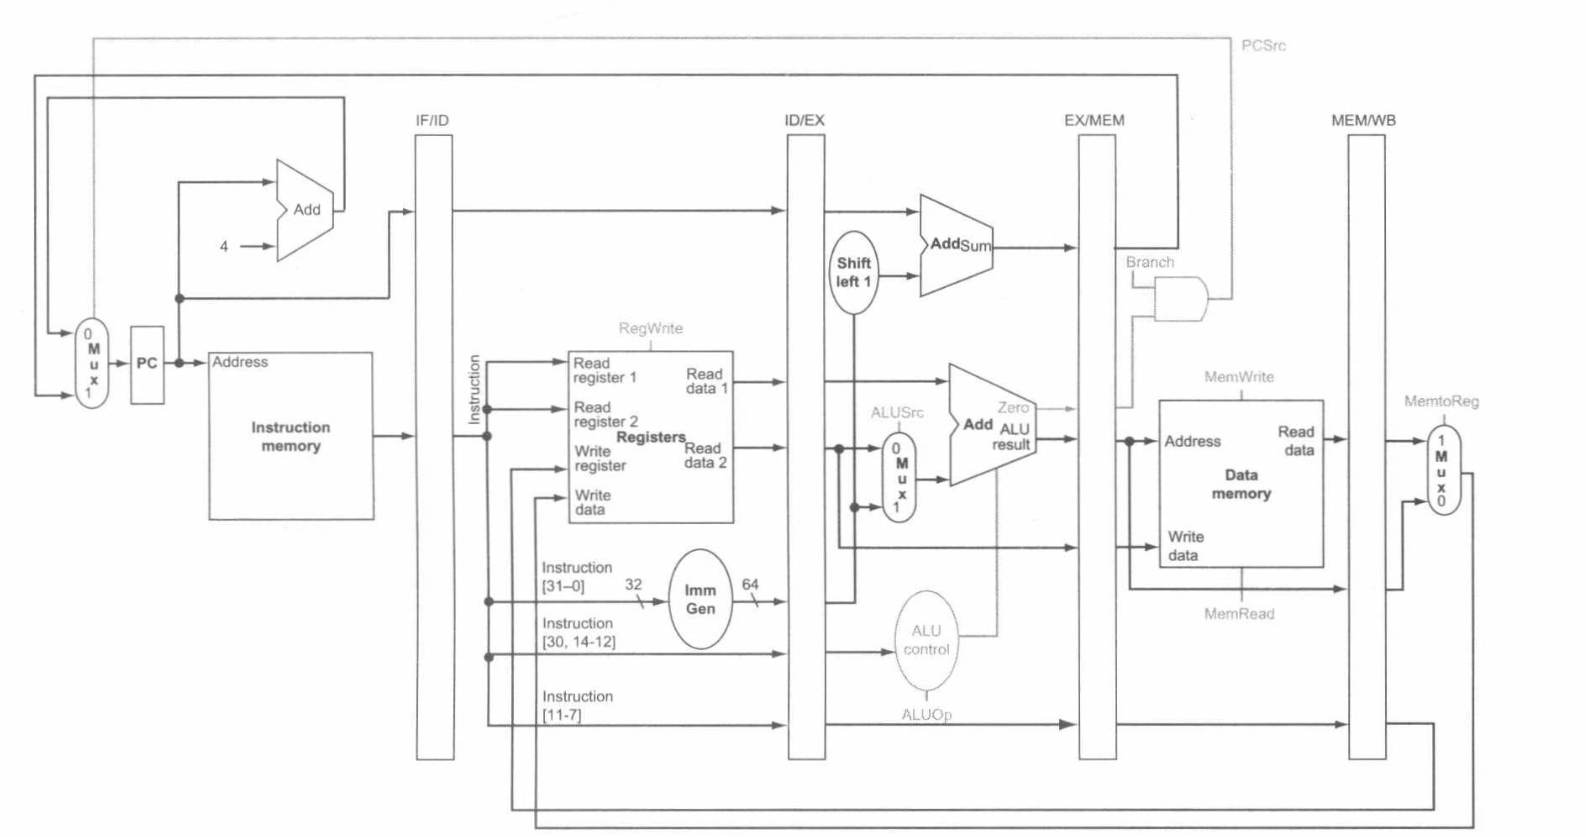 PCSrc
IF/ID
ID/EX
EX/MEM
MEM/WB
Add
4
Add Sum
Shift
left 1
Branch
0
M
u
x
1
PC
Address
Instruction
memory
Instruction
RegWrite
Read
register 1
Read
register 2
Write
register
Write
data
Registers
Read
data 1
Read
data 2
ALUSrc
0
M
u
x
1
Zero
Add
ALU
result
MemWrite
Address
Read
data
Data
memory
Write
data
MemRead
MemtoReg
1
M
u
x
0
Instruction
[31–0]
32
Imm
Gen
64
Instruction
[30, 14-12]
ALU
control
Instruction
[11-7]
ALUOp